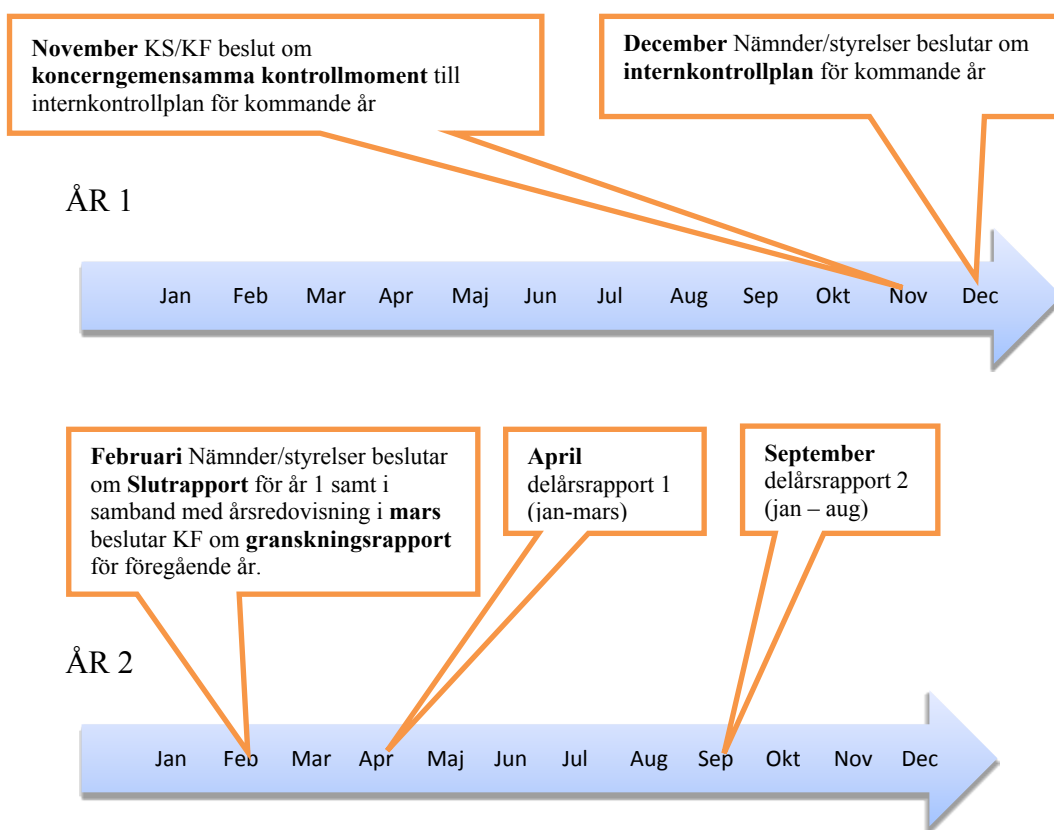 November KS/KF beslut om
koncerngemensamma kontrollmoment till
internkontrollplan för kommande år
December Nämnder/styrelser beslutar om
internkontrollplan för kommande år
ÅR 1
Jan Feb Mar Apr Maj Jun Jul Aug Sep Okt Nov Dec
Februari Nämnder/styrelser beslutar
om Slutrapport för år 1 samt i
samband med årsredovisning i mars
beslutar KF om granskningsrapport
för föregående år.
April
delårsrapport 1
(jan-mars)
September
delårsrapport 2
(jan – aug)
ÅR 2
Jan Feb Mar Apr Maj Jun Jul Aug Sep Okt Nov Dec